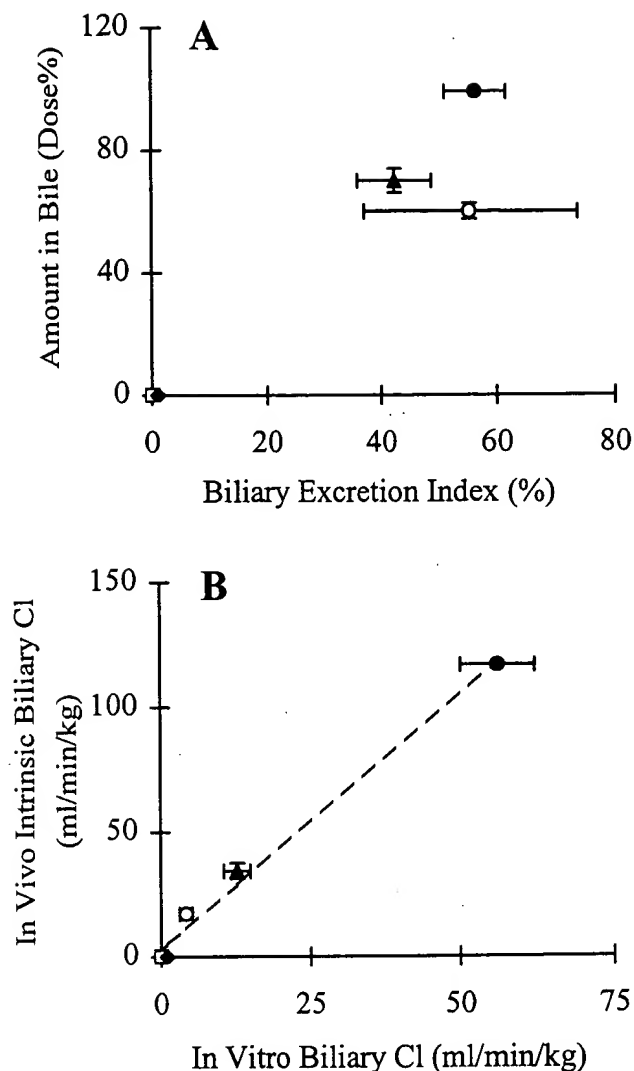 A
120
80
40
0
Amount in Bile (Dose%)
0 20 40 60 80
Biliary Excretion Index (%)
B
150
100
50
0
In Vivo Intrinsic Biliary Cl
(ml/min/kg)
0 25 50 75
In Vitro Biliary Cl (ml/min/kg)